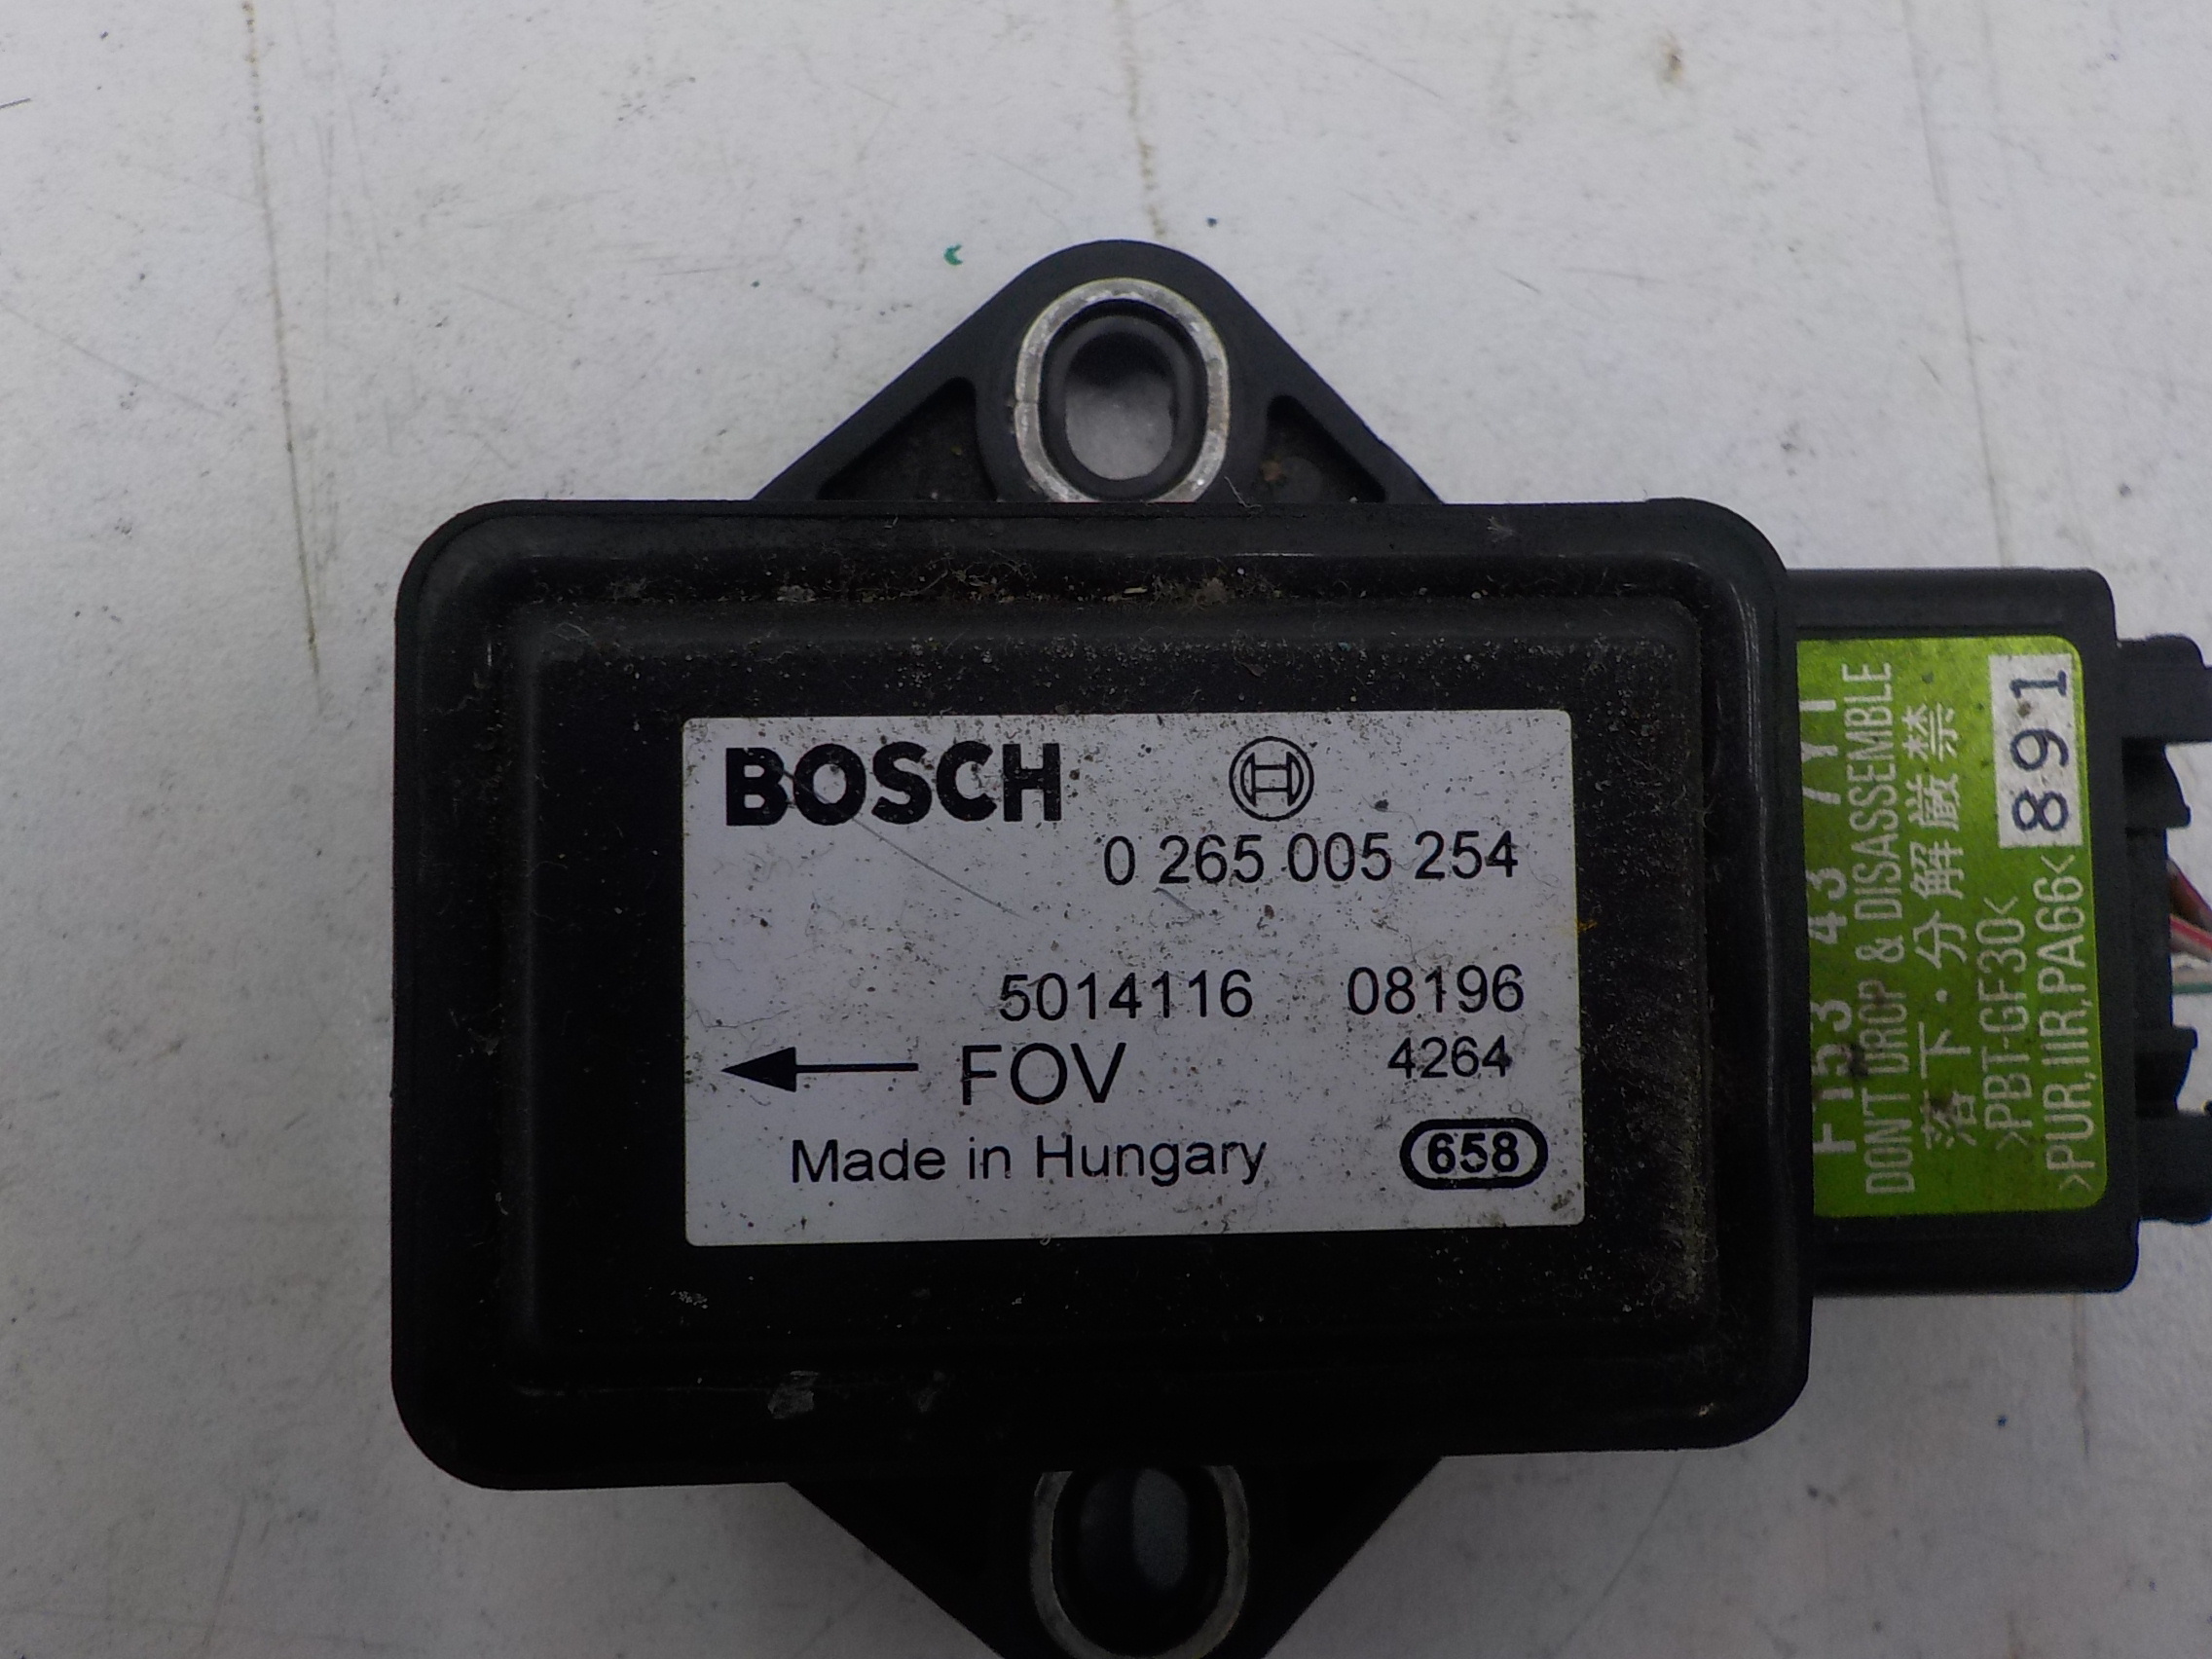 BOSCH
0 265 005 254
5014116 08196
FOV 4264
Made in Hungary 658
DON'T DROP & DISASSEMBLE
落下・分解厳禁
>PBT-GF30<
891
>PUR,IIR,PA66<